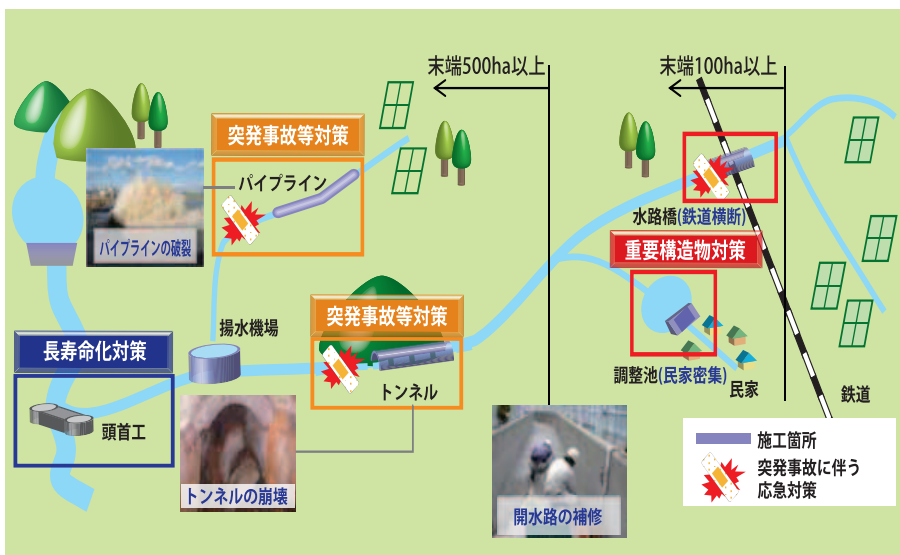 末端500ha以上
末端100ha以上
突発事故等対策
パイプライン
パイプラインの破裂
水路橋(鉄道横断)
重要構造物対策
突発事故等対策
揚水機場
長寿命化対策
トンネル
調整池(民家密集)
民家
鉄道
頭首工
トンネルの崩壊
開水路の補修
施工箇所
突発事故に伴う
応急対策